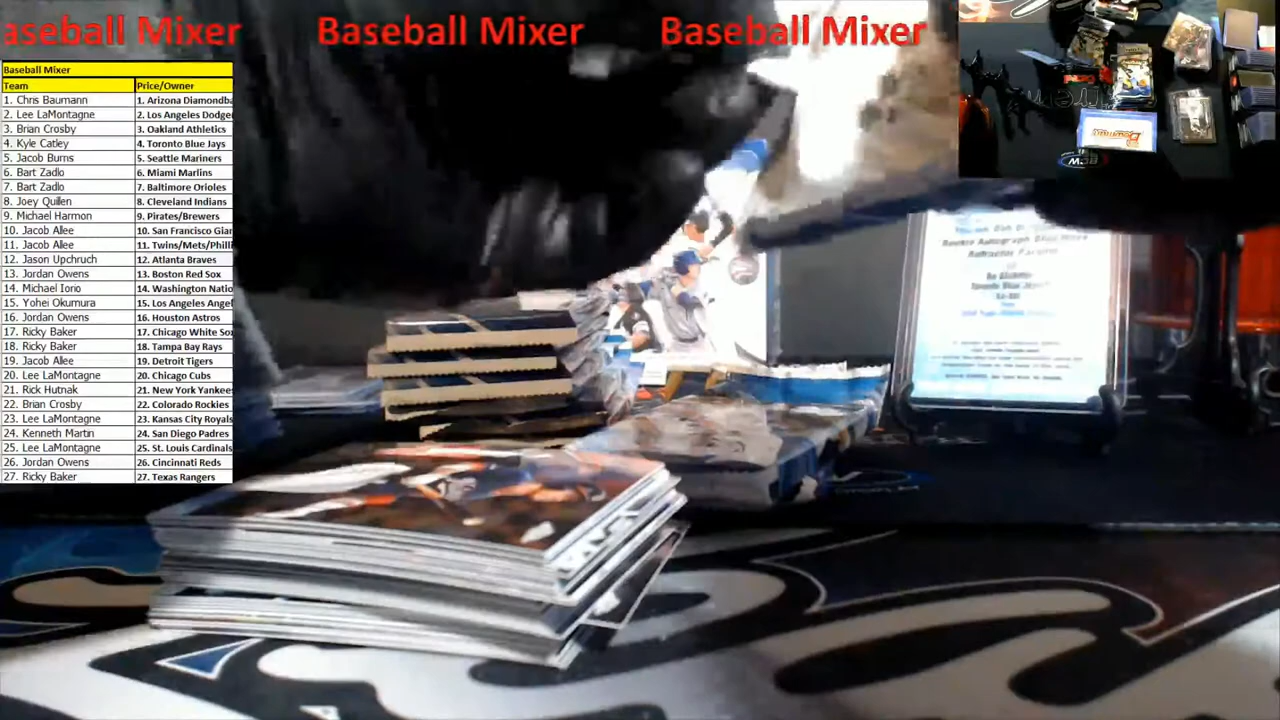 aseball Mixer Baseball Mixer Baseball Mixer
Baseball Mixer
Team Price/Owner
1. Chris Baumann 1. Arizona Diamondba
2. Lee LaMontagne 2. Los Angeles Dodge
3. Brian Crosby 3. Oakland Athletics
4. Kyle Catley 4. Toronto Blue Jays
5. Jacob Burns 5. Seattle Mariners
6. Bart Zadlo 6. Miami Marlins
7. Bart Zadlo 7. Baltimore Orioles
8. Joey Quillen 8. Cleveland Indians
9. Michael Harmon 9. Pirates/Brewers
10. Jacob Allee 10. San Francisco Gian
11. Jacob Allee 11. Twins/Mets/Philli
12. Jason Upchruch 12. Atlanta Braves
13. Jordan Owens 13. Boston Red Sox
14. Michael Iorio 14. Washington Natio
15. Yohei Okumura 15. Los Angeles Angel
16. Jordan Owens 16. Houston Astros
17. Ricky Baker 17. Chicago White Sox
18. Ricky Baker 18. Tampa Bay Rays
19. Jacob Allee 19. Detroit Tigers
20. Lee LaMontagne 20. Chicago Cubs
21. Rick Hutnak 21. New York Yankee
22. Brian Crosby 22. Colorado Rockies
23. Lee LaMontagne 23. Kansas City Royals
24. Kenneth Martin 24. San Diego Padres
25. Lee LaMontagne 25. St. Louis Cardinals
26. Jordan Owens 26. Cincinnati Reds
27. Ricky Baker 27. Texas Rangers
Rookie Autograph
Refractor
Toronto Blue Jays